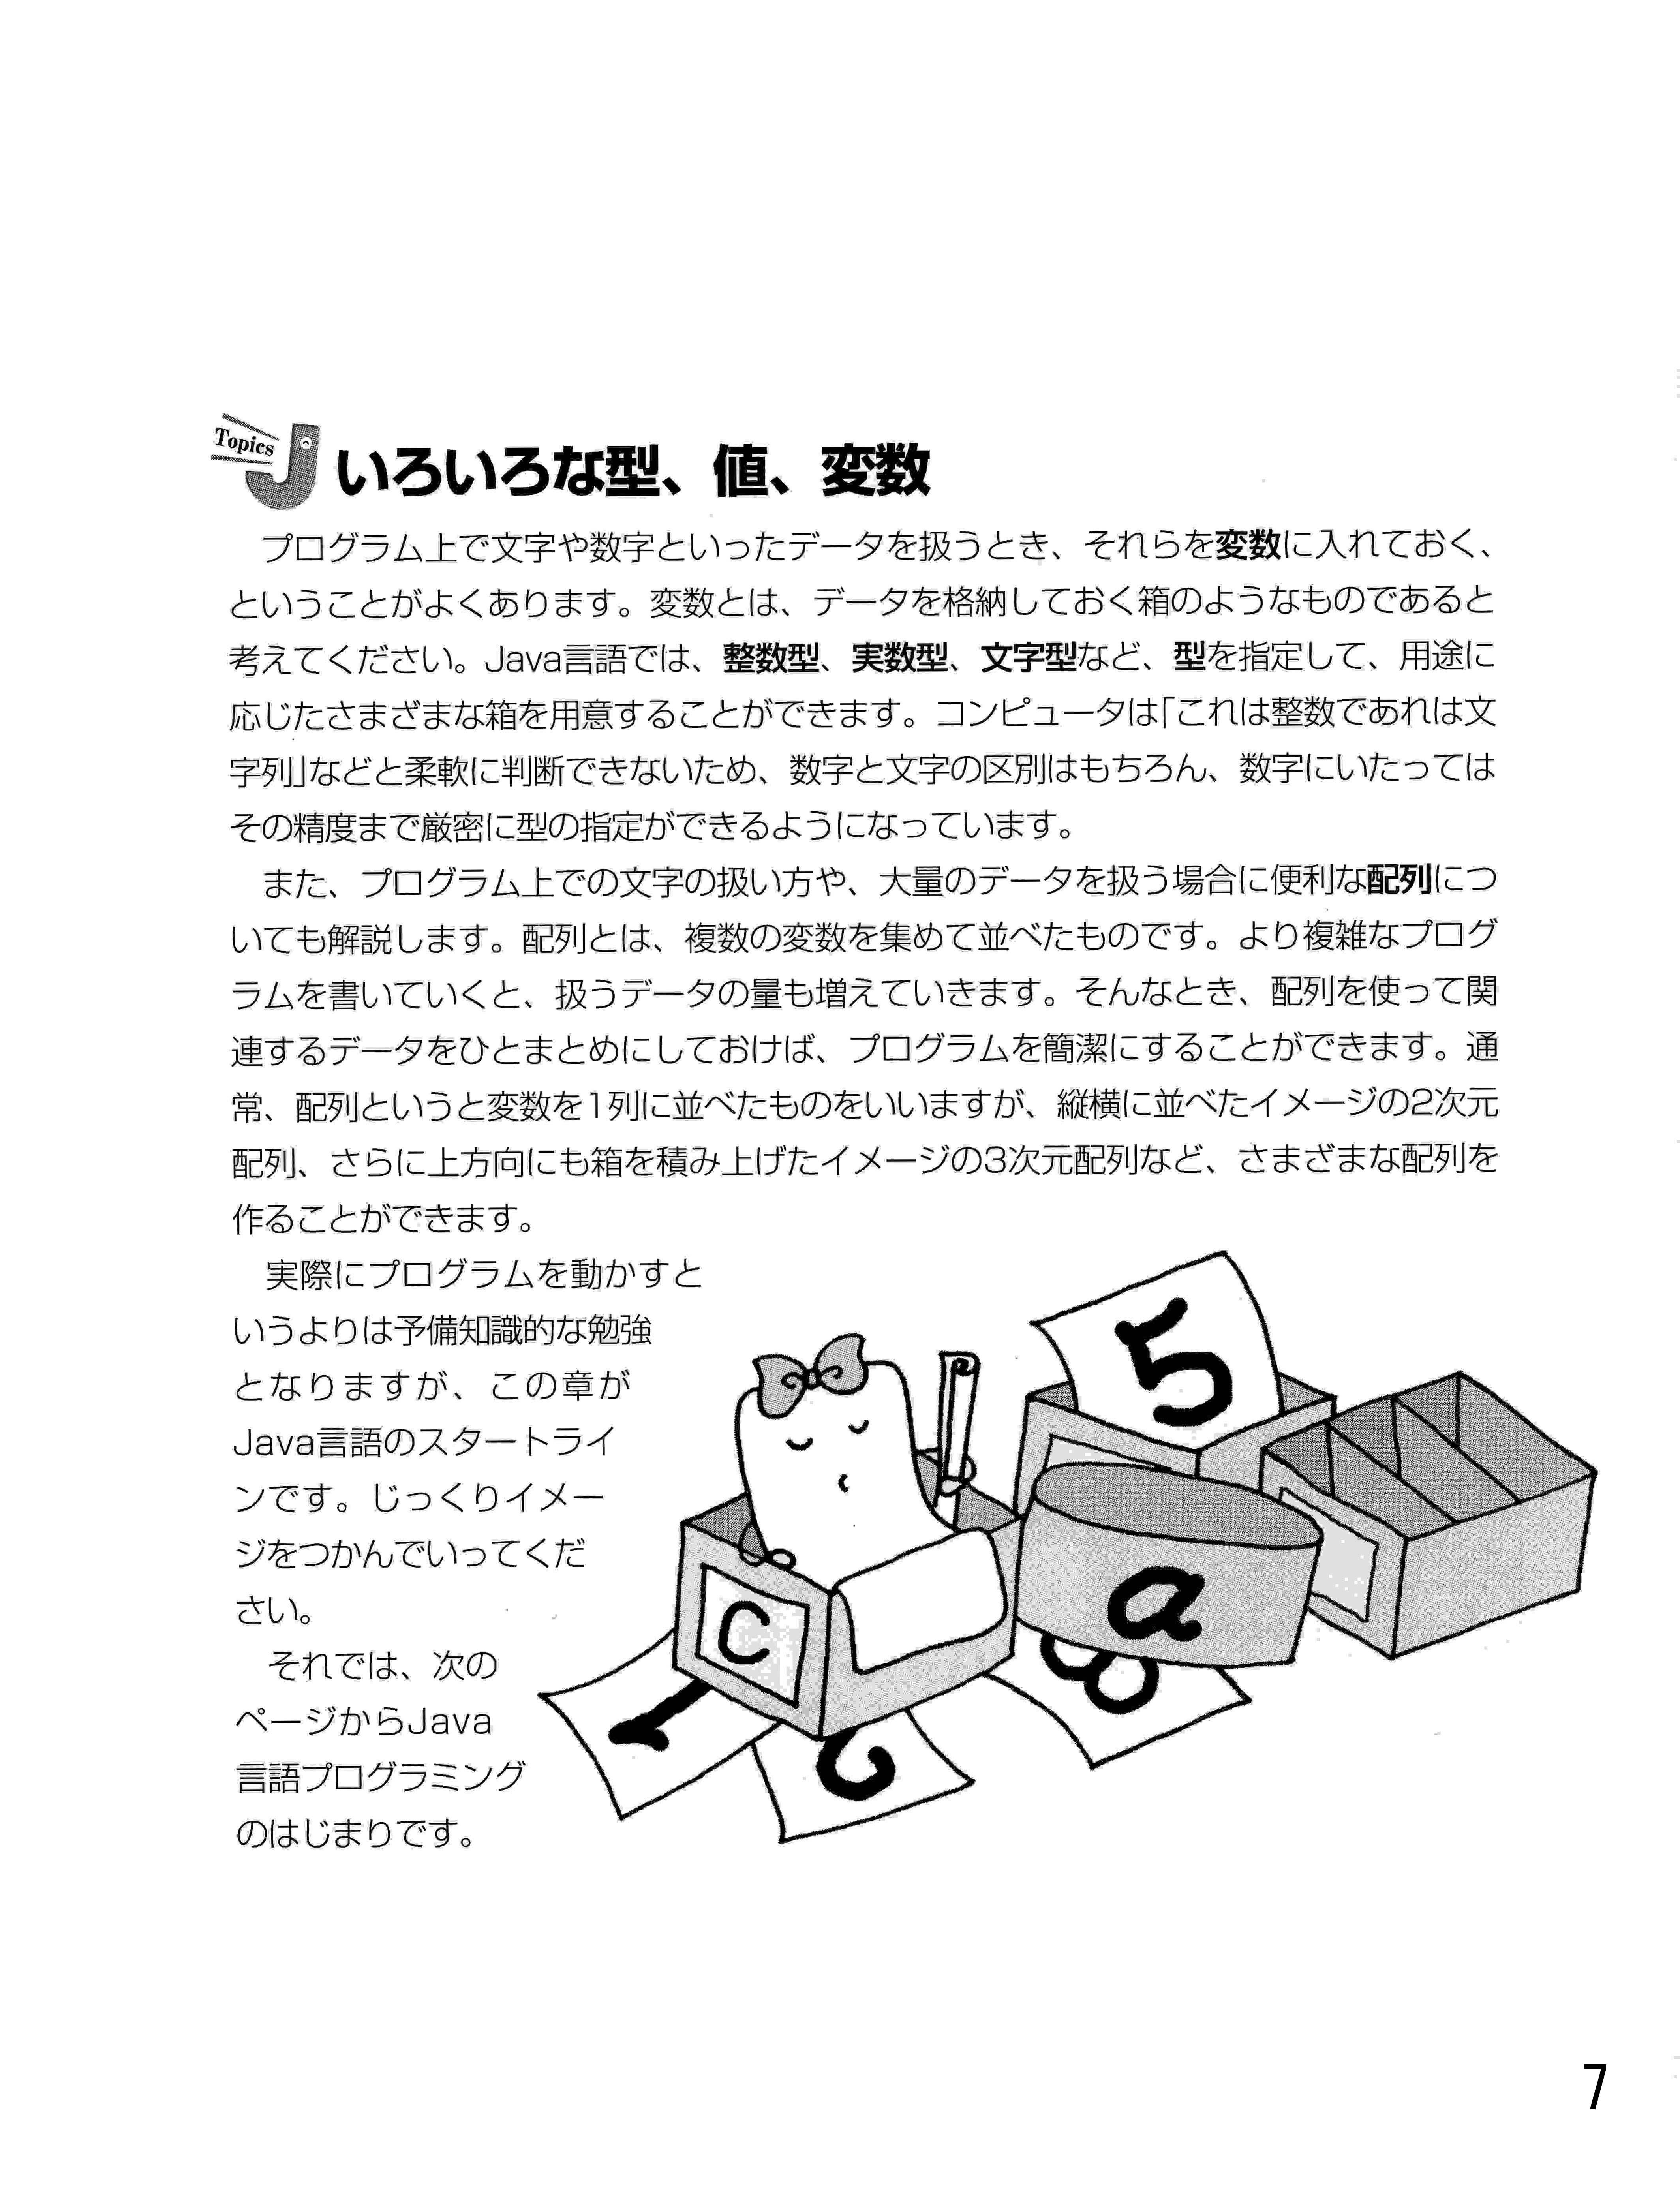 Topics
いろいろな型、値、変数
プログラム上で文字や数字といったデータを扱うとき、それらを変数に入れておく、
ということがよくあります。変数とは、データを格納しておく箱のようなものであると
考えてください。Java言語では、整数型、実数型、文字型など、型を指定して、用途に
応じたさまざまな箱を用意することができます。コンピュータは「これは整数であれは文
字列」などと柔軟に判断できないため、数字と文字の区別はもちろん、数字にいたっては
その精度まで厳密に型の指定ができるようになっています。
また、プログラム上での文字の扱い方や、大量のデータを扱う場合に便利な配列につ
いても解説します。配列とは、複数の変数を集めて並べたものです。より複雑なプログ
ラムを書いていくと、扱うデータの量も増えていきます。そんなとき、配列を使って関
連するデータをひとまとめにしておけば、プログラムを簡潔にすることができます。通
常、配列というと変数を1列に並べたものをいいますが、縦横に並べたイメージの2次元
配列、さらに上方向にも箱を積み上げたイメージの3次元配列など、さまざまな配列を
作ることができます。
実際にプログラムを動かすと
いうよりは予備知識的な勉強
となりますが、この章が
Java言語のスタートライ
ンです。じっくりイメー
ジをつかんでいってくだ
さい。
それでは、次の
ページからJava
言語プログラミング
のはじまりです。
5
a
C
1
8
7